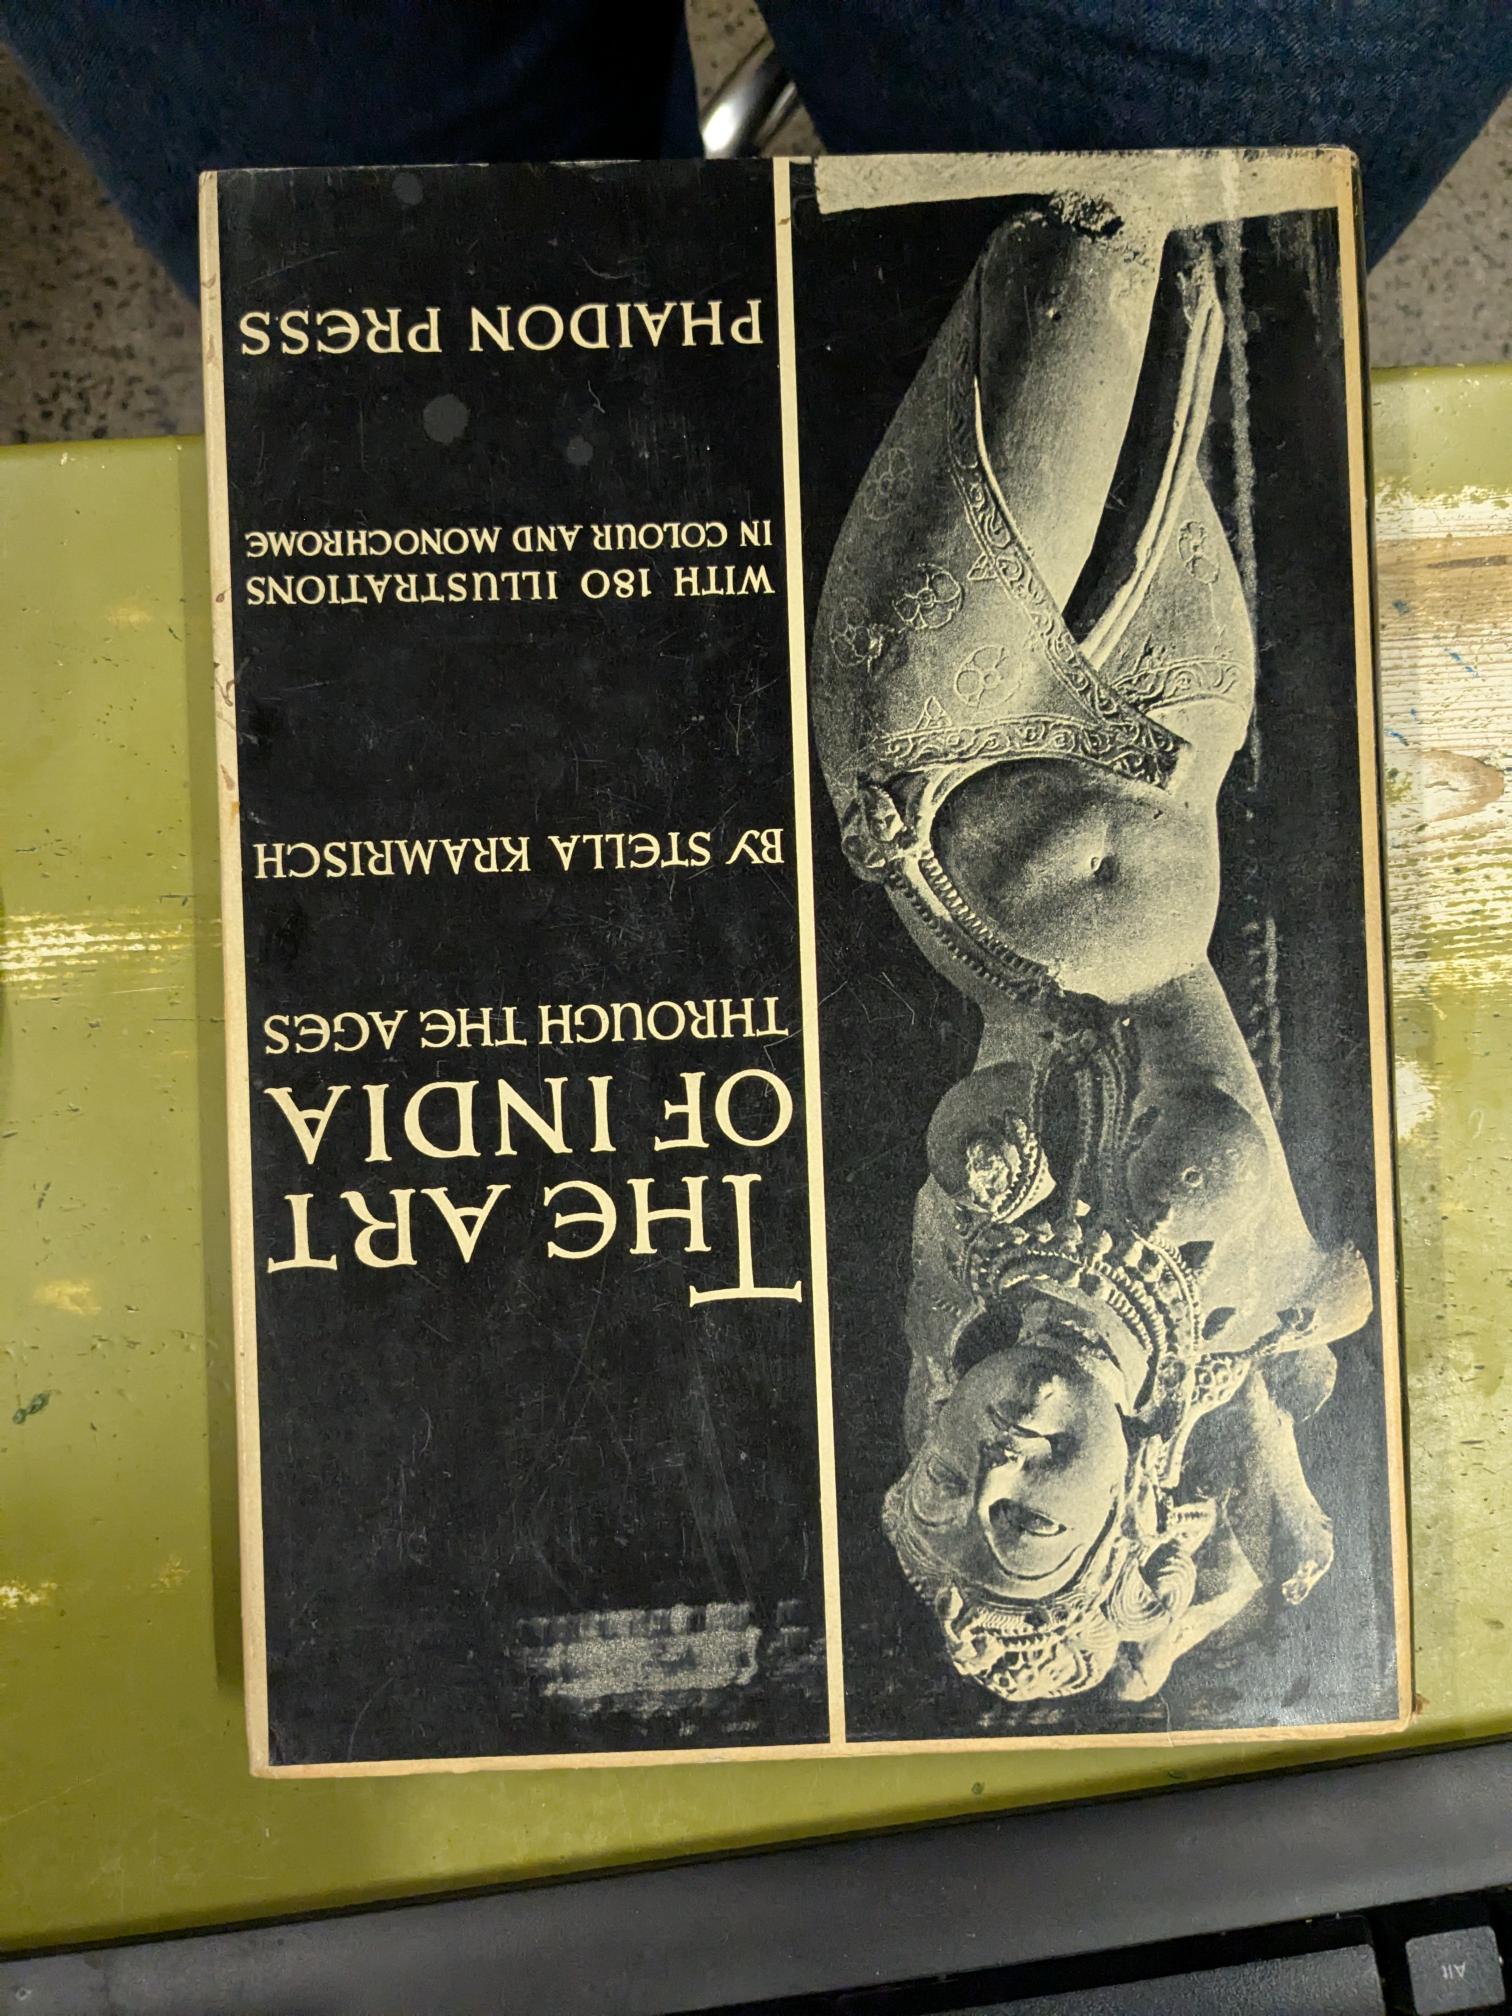 THE ART
OF INDIA
THROUGH THE AGES
BY STELLA KRAMRISCH
WITH 180 ILLUSTRATIONS
IN COLOUR AND MONOCHROME
PHAIDON PRESS
Alt